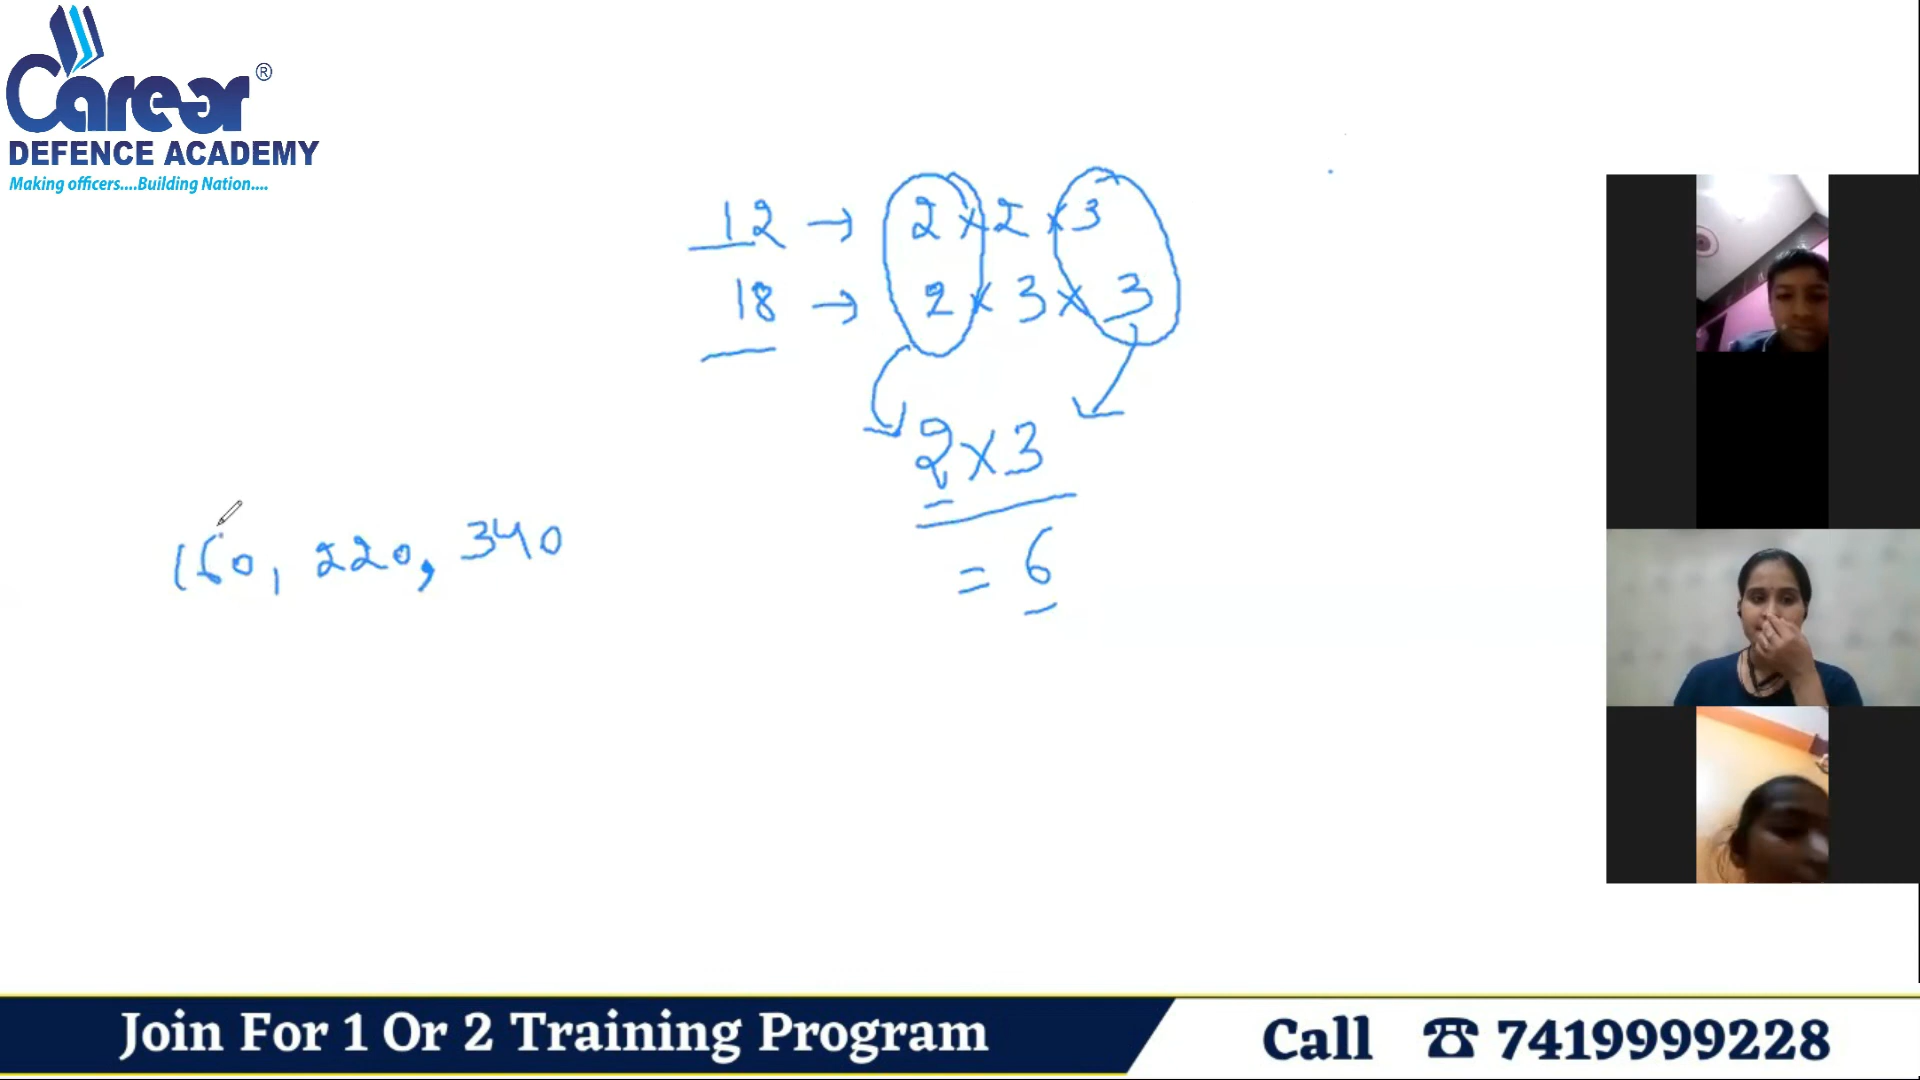 Career®
DEFENCE ACADEMY
Making officers....Building Nation....
12 → 2 × 2 × 3
18 → 2 × 3 × 3
2 × 3
= 6
160, 220, 340
Join For 1 Or 2 Training Program
Call ☎ 7419999228